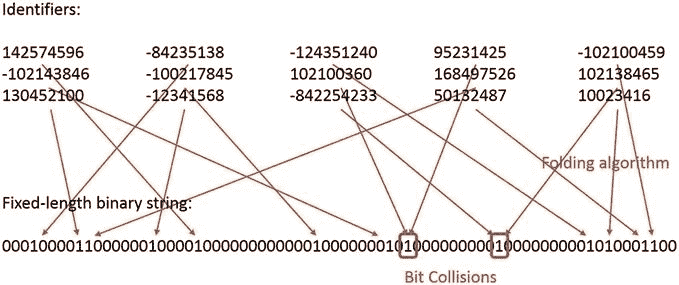 Identifiers:
142574596 -84235138 -124351240 95231425 -102100459
-102143846 -100217845 102100360 168497526 102138465
130452100 -12341568 -842254233 50132487 10023416
Folding algorithm
Fixed-length binary string:
00010000110000001000010000000000000010000000101000000000100000000001010001100
Bit Collisions